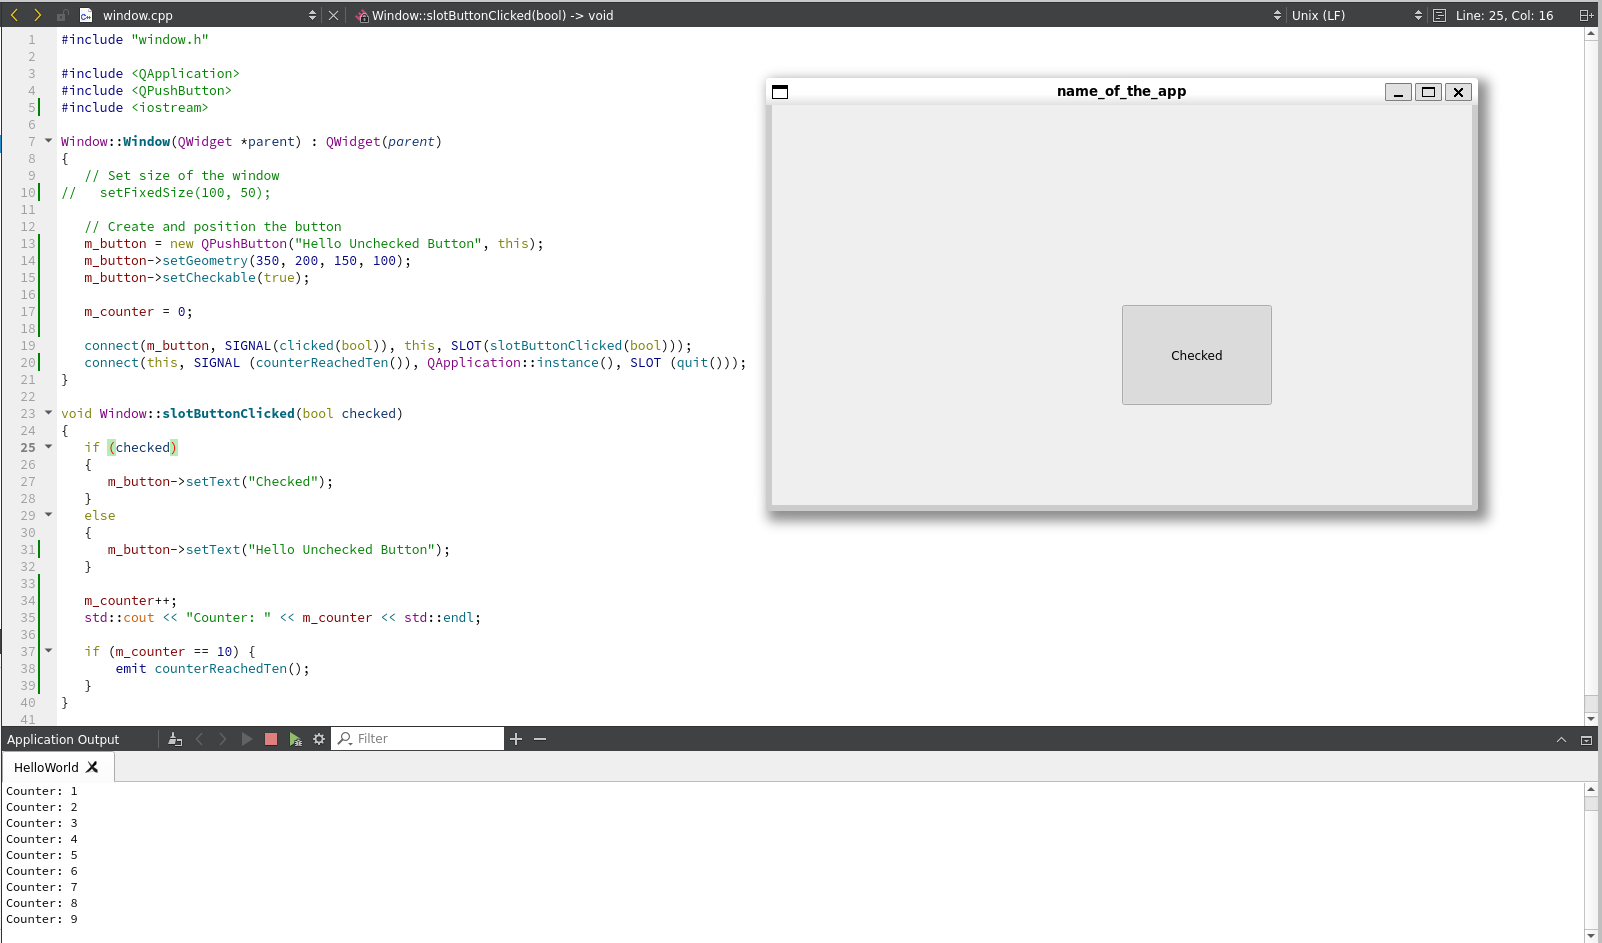 window.cpp
Window::slotButtonClicked(bool) -> void
Unix (LF)
Line: 25, Col: 16
1 #include "window.h"
2
3 #include <QApplication>
4 #include <QPushButton>
5 #include <iostream>
6
7 Window::Window(QWidget *parent) : QWidget(parent)
8 {
9 // Set size of the window
10 // setFixedSize(100, 50);
11
12 // Create and position the button
13 m_button = new QPushButton("Hello Unchecked Button", this);
14 m_button->setGeometry(350, 200, 150, 100);
15 m_button->setCheckable(true);
16
17 m_counter = 0;
18
19 connect(m_button, SIGNAL(clicked(bool)), this, SLOT(slotButtonClicked(bool)));
20 connect(this, SIGNAL (counterReachedTen()), QApplication::instance(), SLOT (quit()));
21 }
22
23 void Window::slotButtonClicked(bool checked)
24 {
25 if (checked)
26 {
27 m_button->setText("Checked");
28 }
29 else
30 {
31 m_button->setText("Hello Unchecked Button");
32 }
33
34 m_counter++;
35 std::cout << "Counter: " << m_counter << std::endl;
36
37 if (m_counter == 10) {
38 emit counterReachedTen();
39 }
40 }
41
name_of_the_app
Checked
Application Output
Filter
HelloWorld
Counter: 1
Counter: 2
Counter: 3
Counter: 4
Counter: 5
Counter: 6
Counter: 7
Counter: 8
Counter: 9